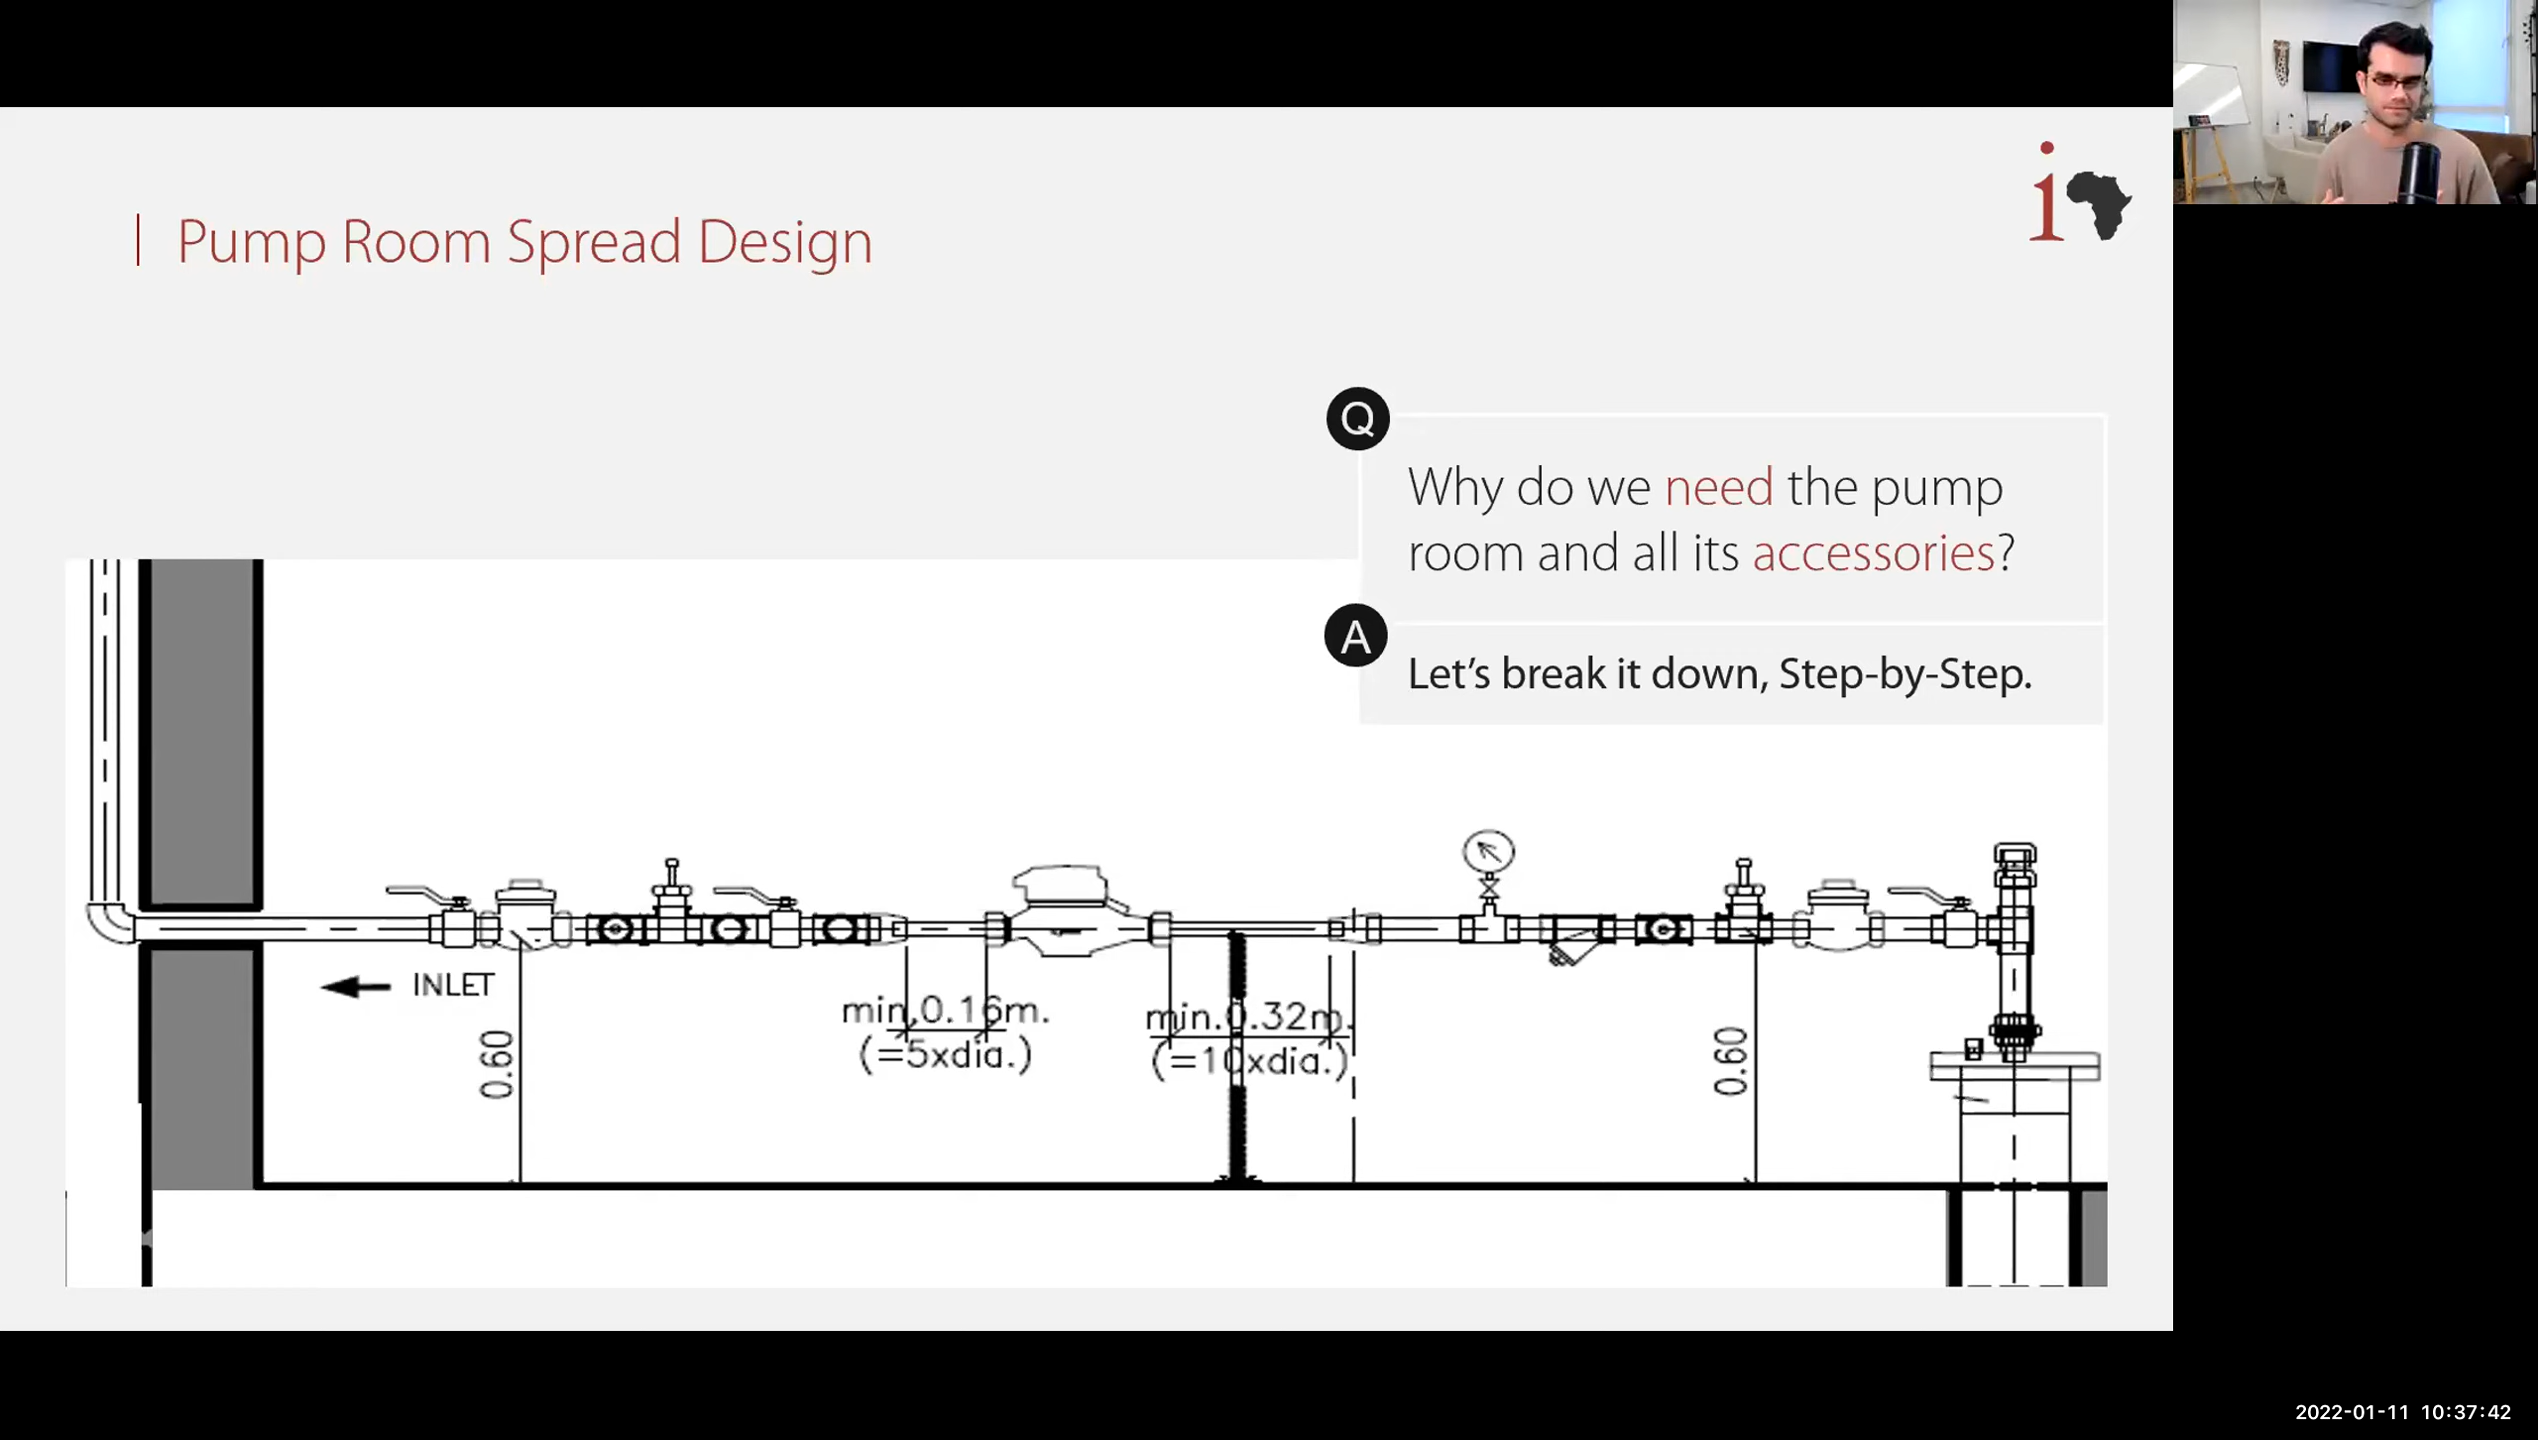 Pump Room Spread Design
i
Q
Why do we need the pump
room and all its accessories?
A
Let's break it down, Step-by-Step.
INLET
0.60
min.0.16m.
(=5xdia.)
min.0.32m.
(=10xdia.)
0.60
2022-01-11 10:37:42